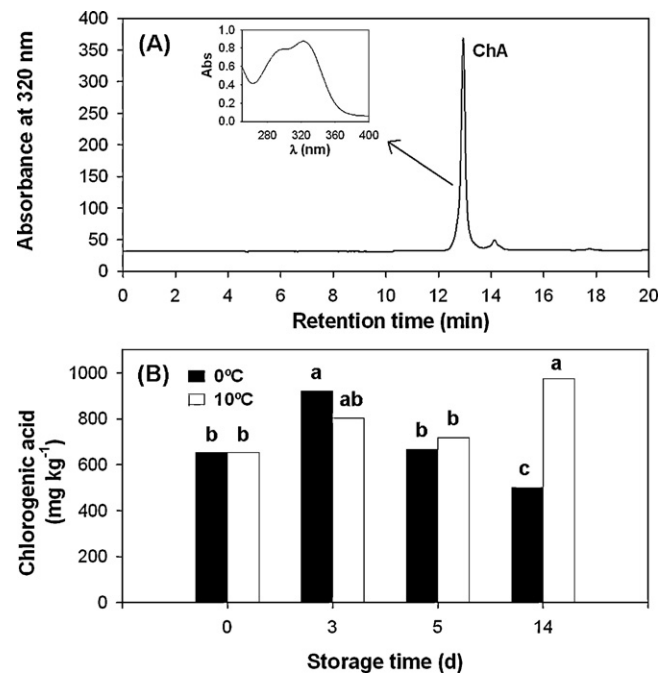 (A)
ChA
Absorbance at 320 nm
400
350
300
250
200
150
100
50
0
Abs
1.0
0.8
0.6
0.4
0.2
0.0
280 320 360 400
λ (nm)
0 2 4 6 8 10 12 14 16 18 20
Retention time (min)
(B)
0ºC
10ºC
Chlorogenic acid
(mg kg⁻¹)
1000
800
600
400
200
0
b b a ab b b c a
0 3 5 14
Storage time (d)